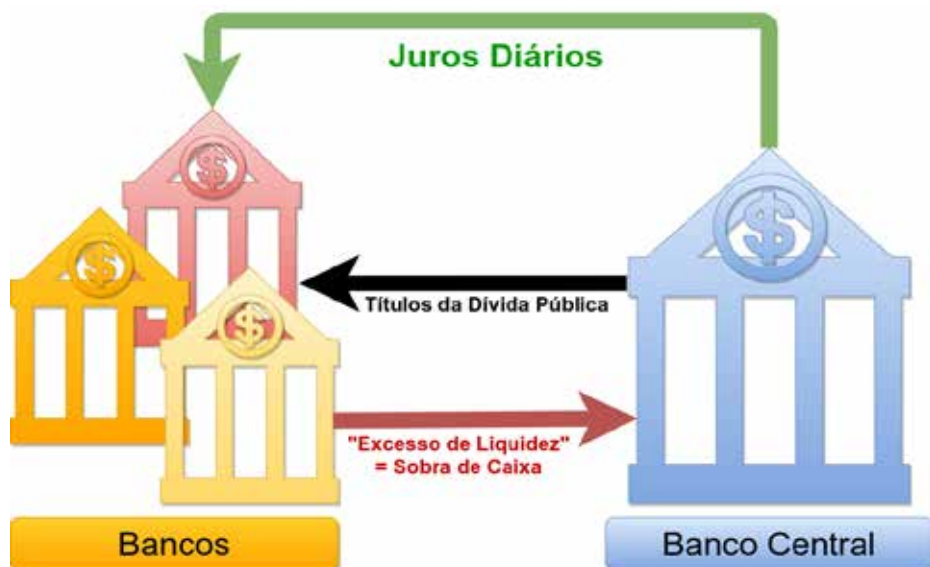 Juros Diários
Títulos da Dívida Pública
"Excesso de Liquidez"
= Sobra de Caixa
Bancos
Banco Central
$
$
$
$